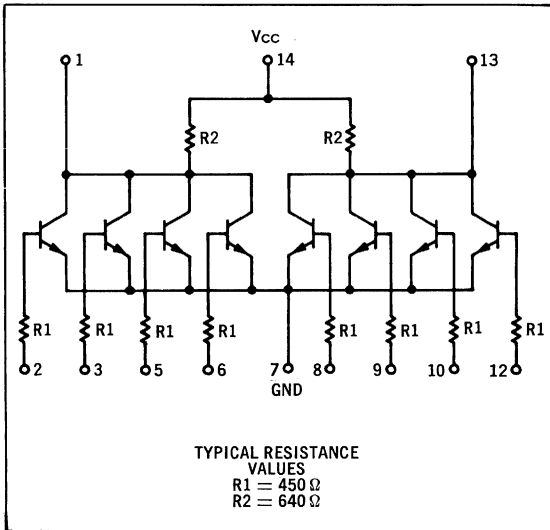 Vcc
1 14 13
R2 R2
R1 R1 R1 R1 R1 R1 R1 R1
2 3 5 6 7 8 9 10 12
GND
TYPICAL RESISTANCE
VALUES
R1 = 450 Ω
R2 = 640 Ω